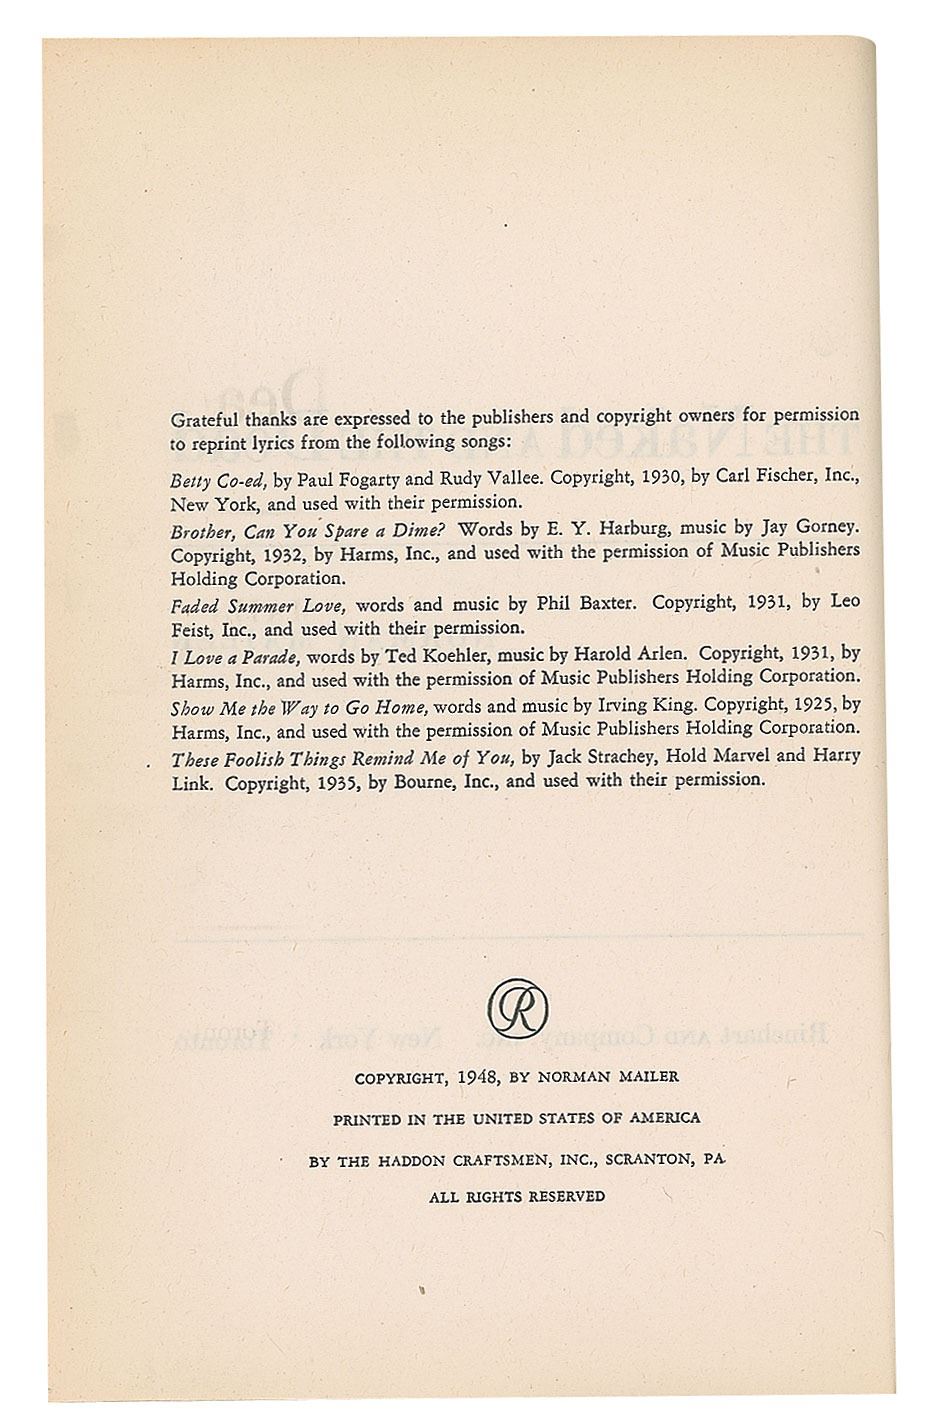 Grateful thanks are expressed to the publishers and copyright owners for permission
to reprint lyrics from the following songs:
Betty Co-ed, by Paul Fogarty and Rudy Vallee. Copyright, 1930, by Carl Fischer, Inc.,
New York, and used with their permission.
Brother, Can You Spare a Dime? Words by E. Y. Harburg, music by Jay Gorney.
Copyright, 1932, by Harms, Inc., and used with the permission of Music Publishers
Holding Corporation.
Faded Summer Love, words and music by Phil Baxter. Copyright, 1931, by Leo
Feist, Inc., and used with their permission.
I Love a Parade, words by Ted Koehler, music by Harold Arlen. Copyright, 1931, by
Harms, Inc., and used with the permission of Music Publishers Holding Corporation.
Show Me the Way to Go Home, words and music by Irving King. Copyright, 1925, by
Harms, Inc., and used with the permission of Music Publishers Holding Corporation.
These Foolish Things Remind Me of You, by Jack Strachey, Hold Marvel and Harry
Link. Copyright, 1935, by Bourne, Inc., and used with their permission.
R
COPYRIGHT, 1948, BY NORMAN MAILER
PRINTED IN THE UNITED STATES OF AMERICA
BY THE HADDON CRAFTSMEN, INC., SCRANTON, PA.
ALL RIGHTS RESERVED